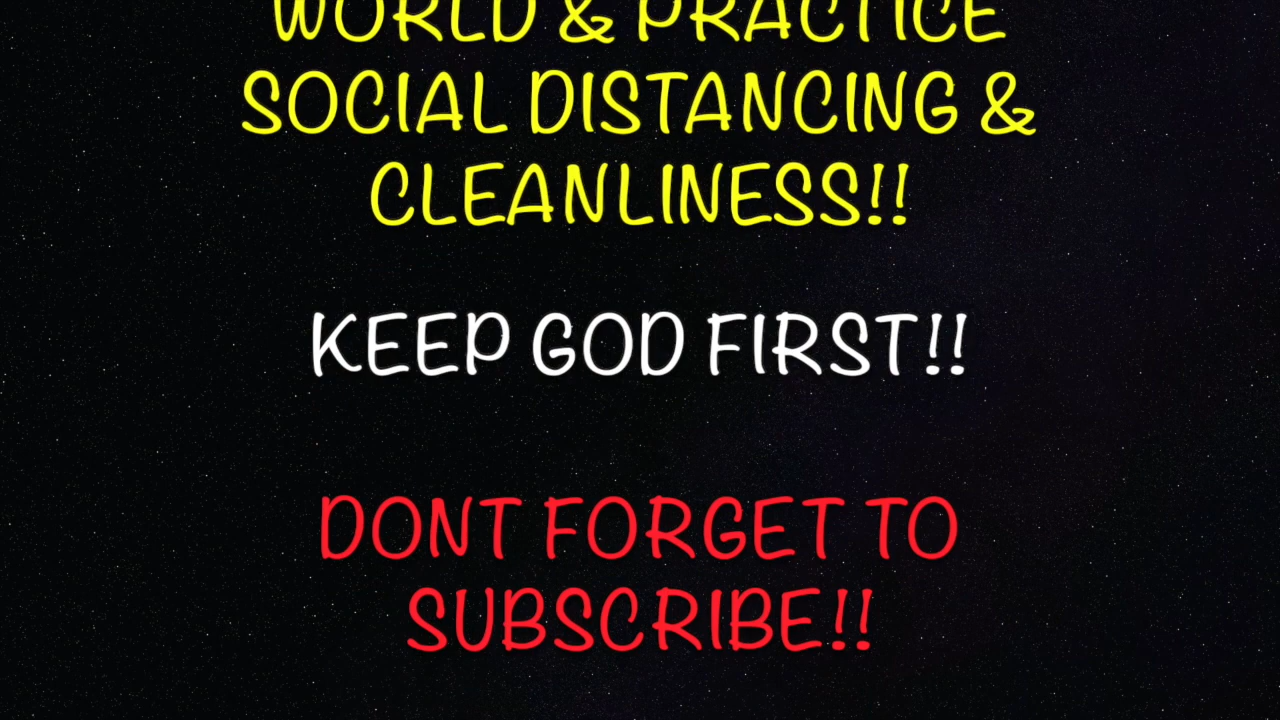 WORLD & PRACTICE
SOCIAL DISTANCING &
CLEANLINESS!!
KEEP GOD FIRST!!
DONT FORGET TO
SUBSCRIBE!!